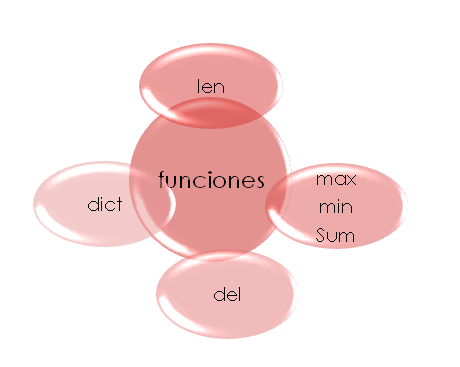 len
funciones
dict
max
min
Sum
del